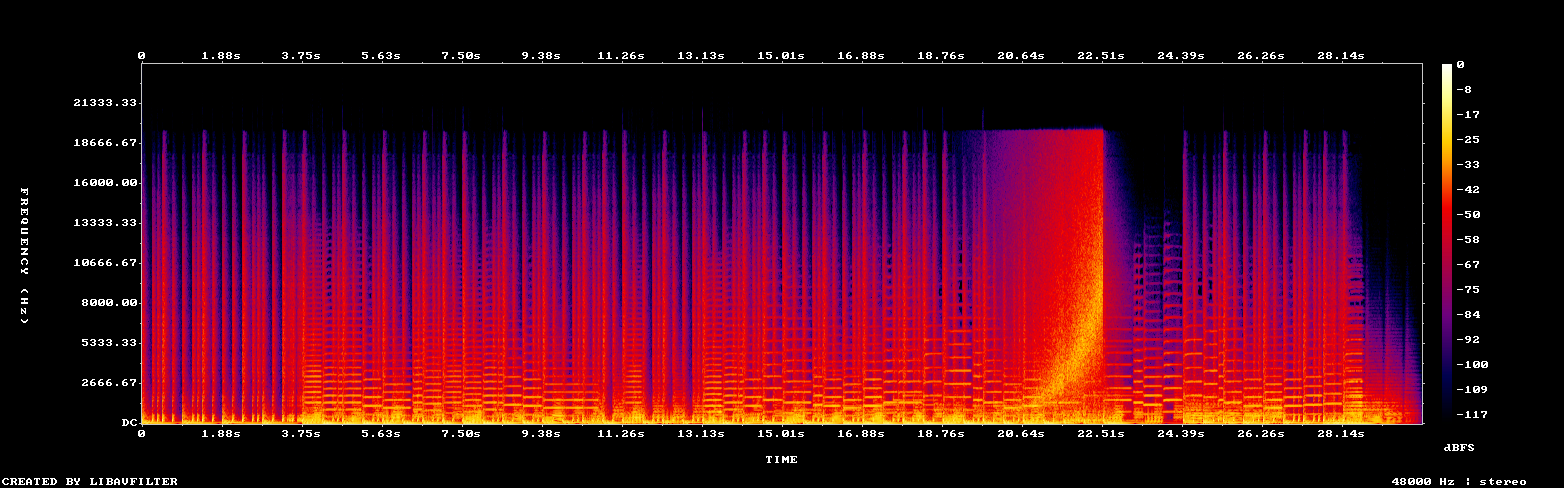 0 1.88s 3.75s 5.63s 7.50s 9.38s 11.26s 13.13s 15.01s 16.88s 18.76s 20.64s 22.51s 24.39s 26.26s 28.14s
21333.33
18666.67
16000.00
13333.33
10666.67
8000.00
5333.33
2666.67
DC
FREQUENCY (HZ)
0
-8
-17
-25
-33
-42
-50
-58
-67
-75
-84
-92
-100
-109
-117
0 1.88s 3.75s 5.63s 7.50s 9.38s 11.26s 13.13s 15.01s 16.88s 18.76s 20.64s 22.51s 24.39s 26.26s 28.14s
dBFS
TIME
CREATED BY LIBAVFILTER
48000 Hz | stereo